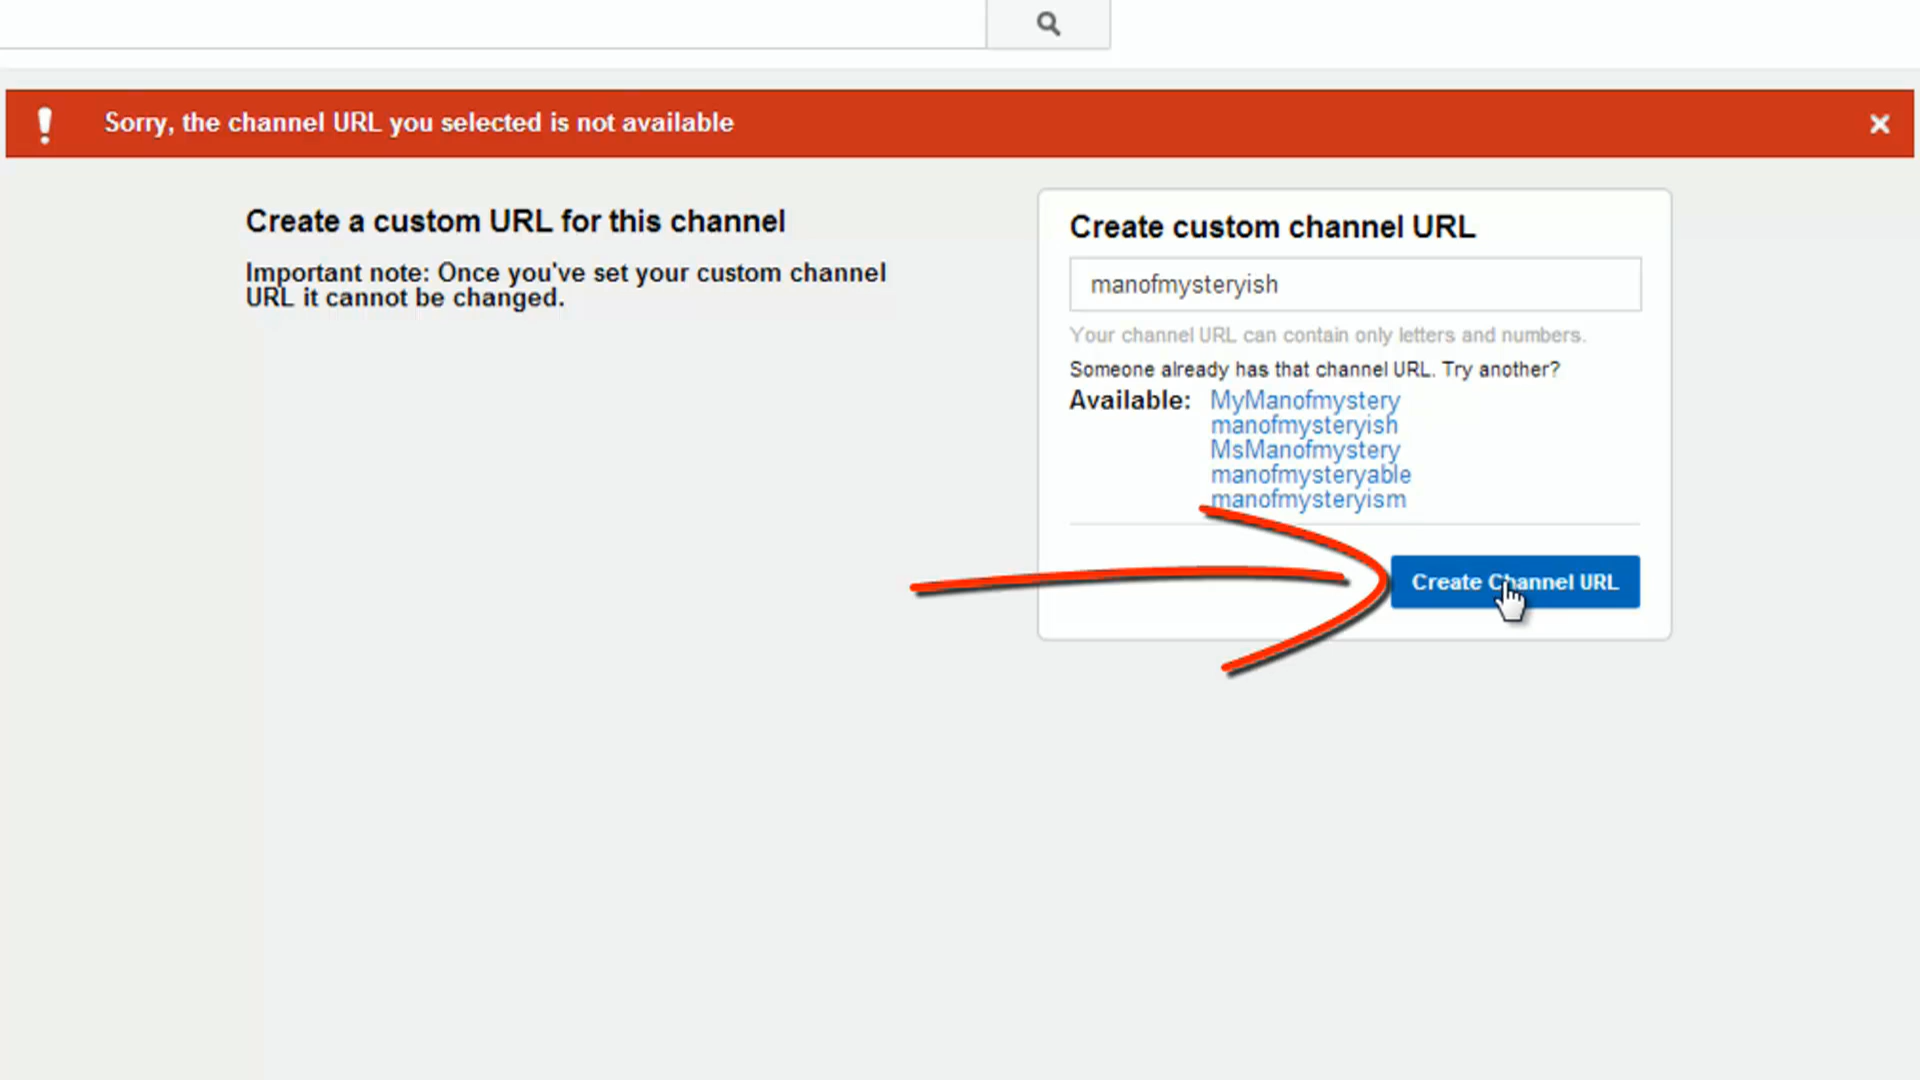 Sorry, the channel URL you selected is not available
Create a custom URL for this channel
Important note: Once you've set your custom channel
URL it cannot be changed.
Create custom channel URL
manofmysteryish
Your channel URL can contain only letters and numbers.
Someone already has that channel URL. Try another?
Available: MyManofmystery
manofmysteryish
MsManofmystery
manofmysteryable
manofmysteryism
Create Channel URL